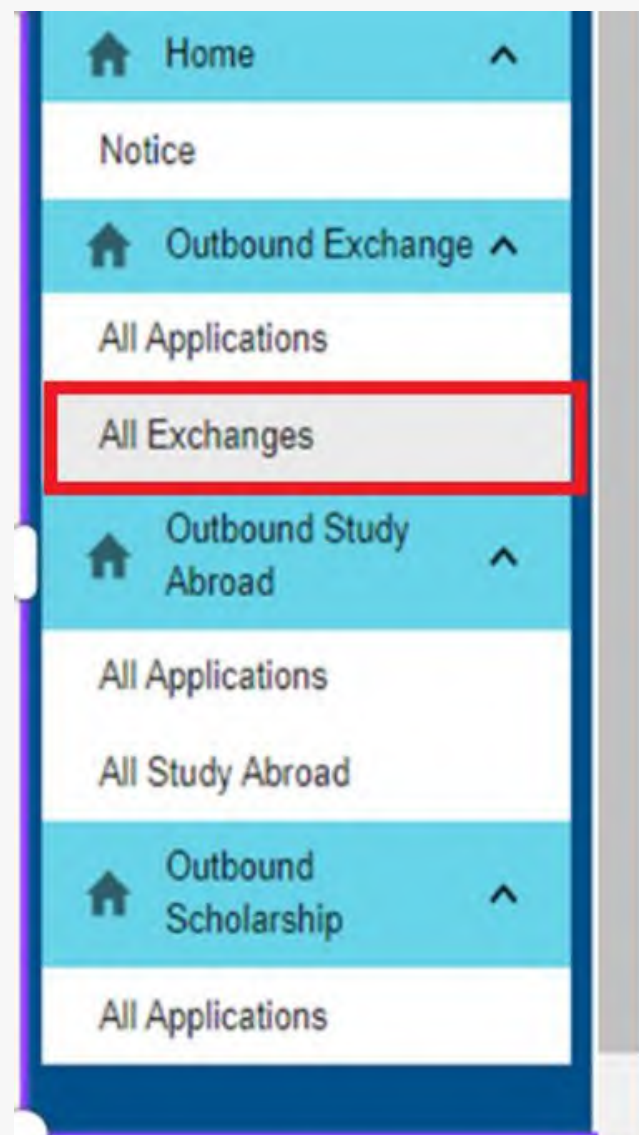 Home
Notice
Outbound Exchange
All Applications
All Exchanges
Outbound Study
Abroad
All Applications
All Study Abroad
Outbound
Scholarship
All Applications